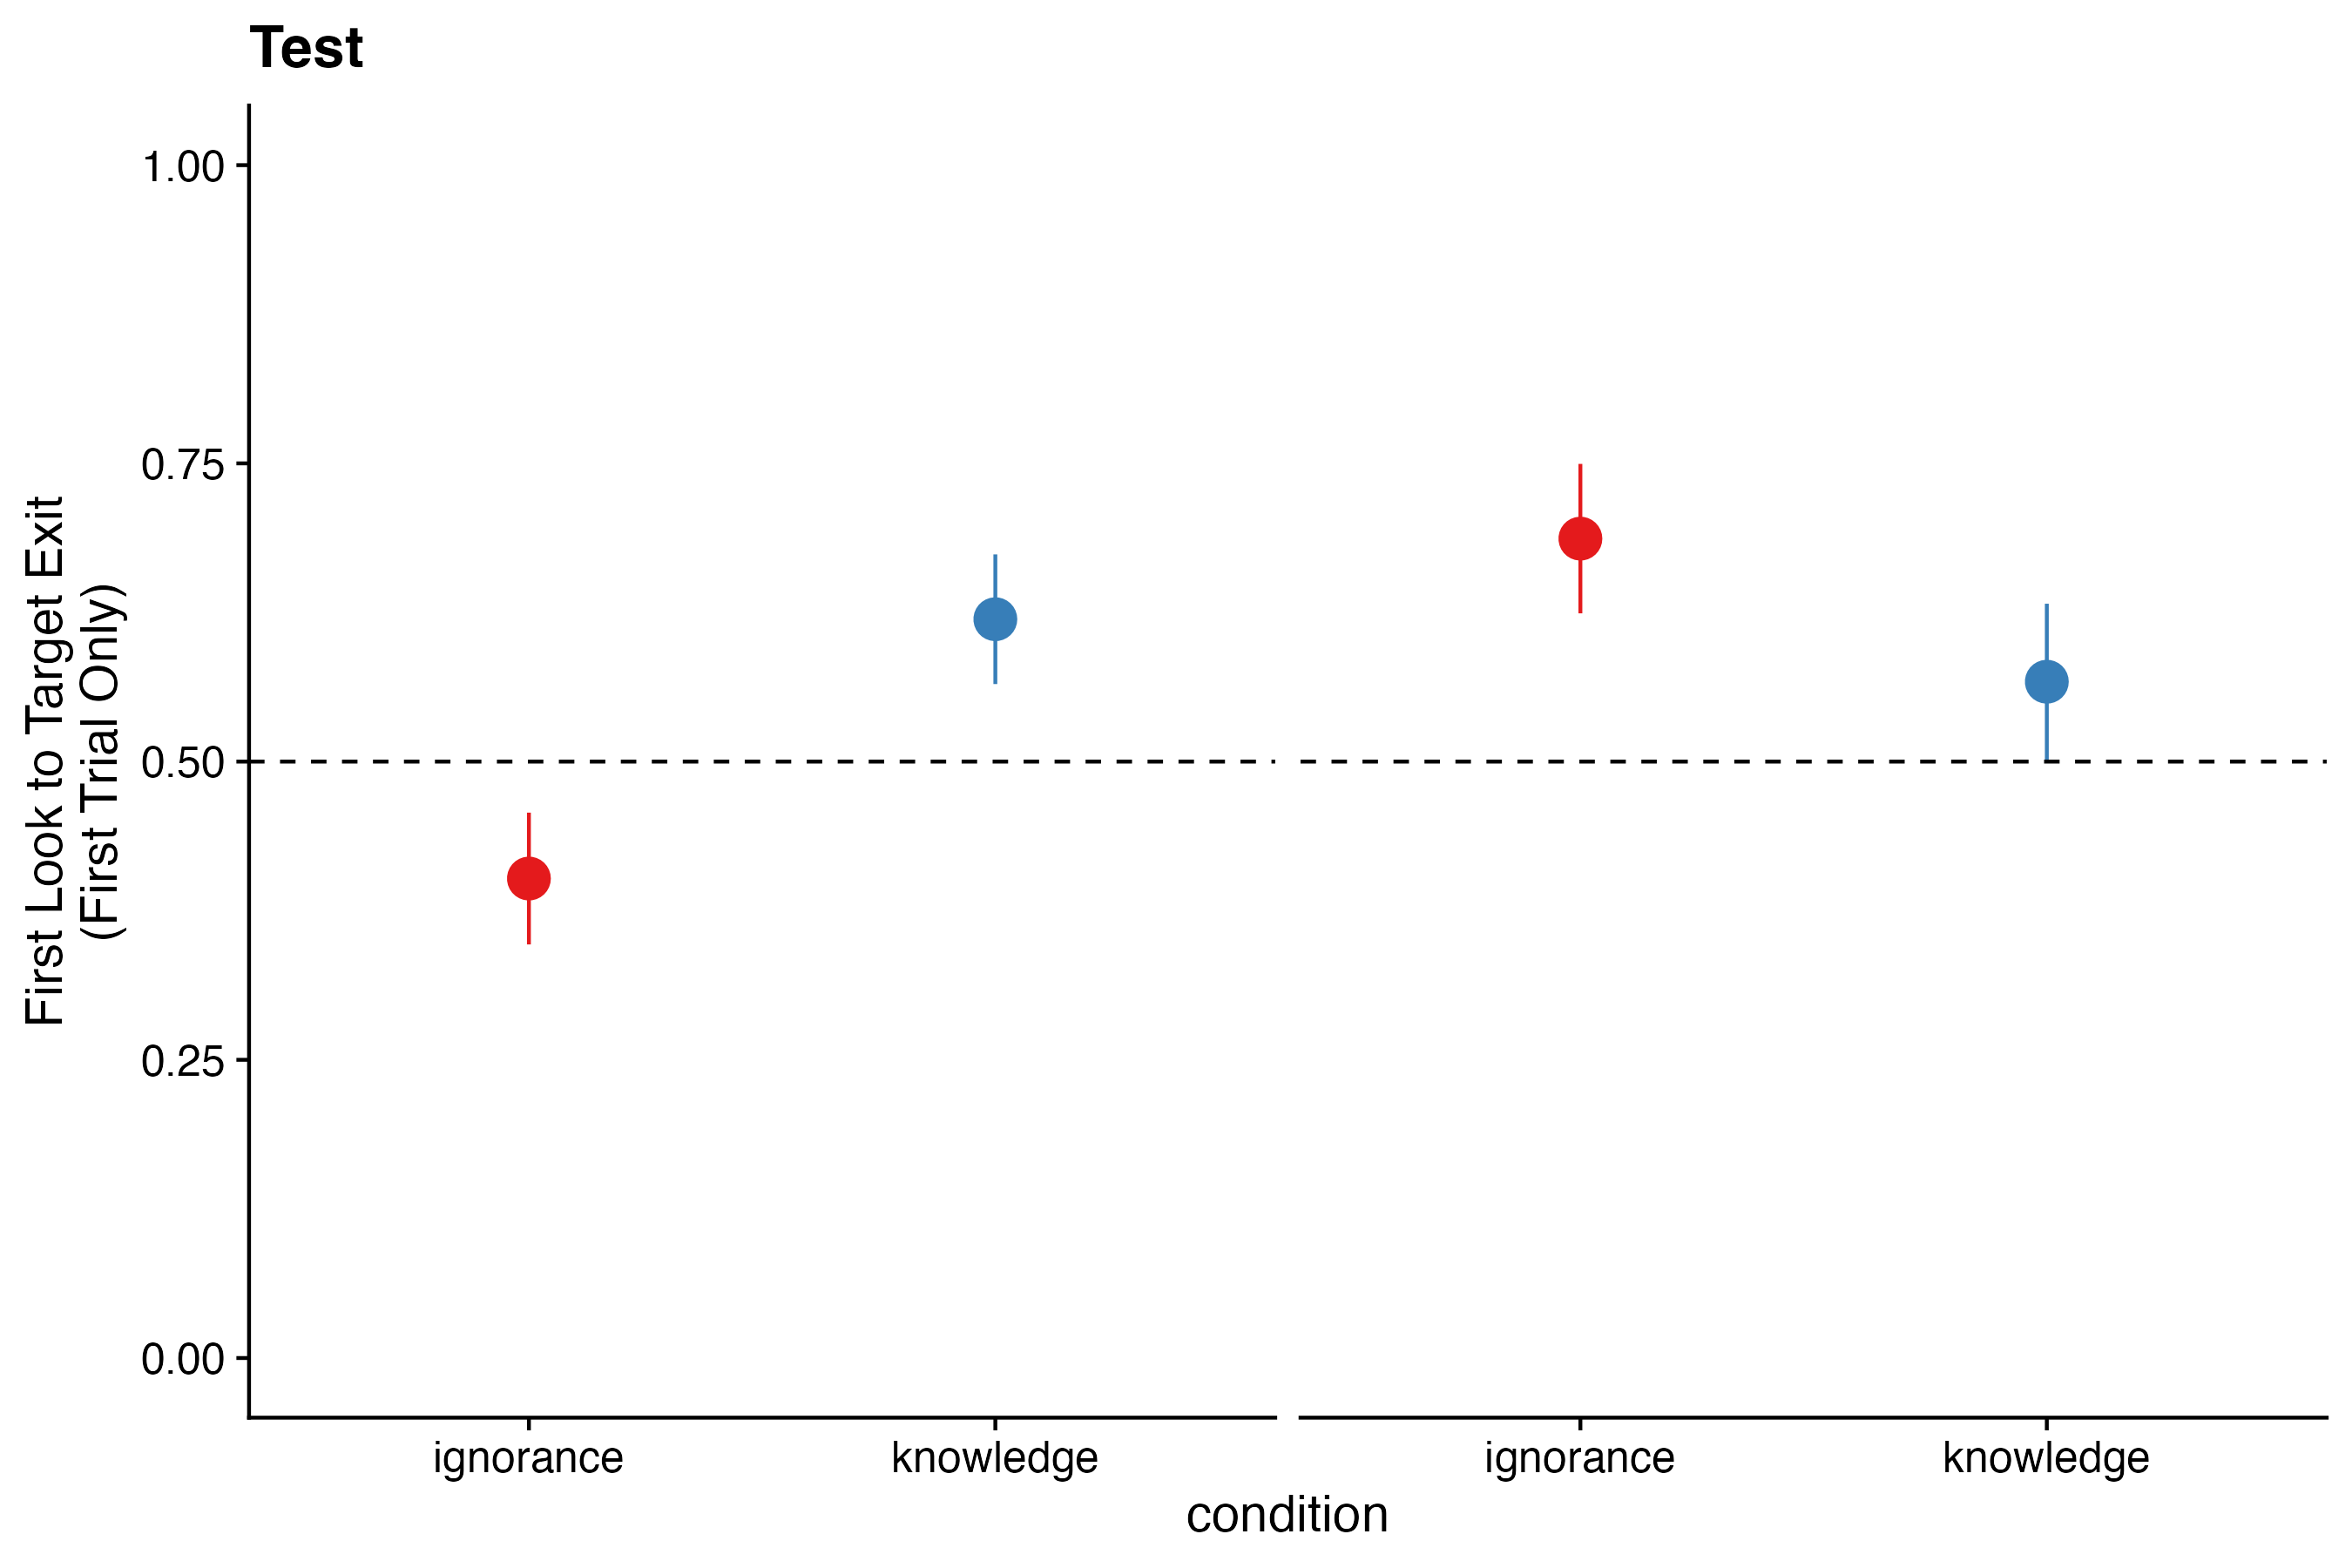 Test
First Look to Target Exit
(First Trial Only)
1.00
0.75
0.50
0.25
0.00
ignorance
knowledge
ignorance
knowledge
condition